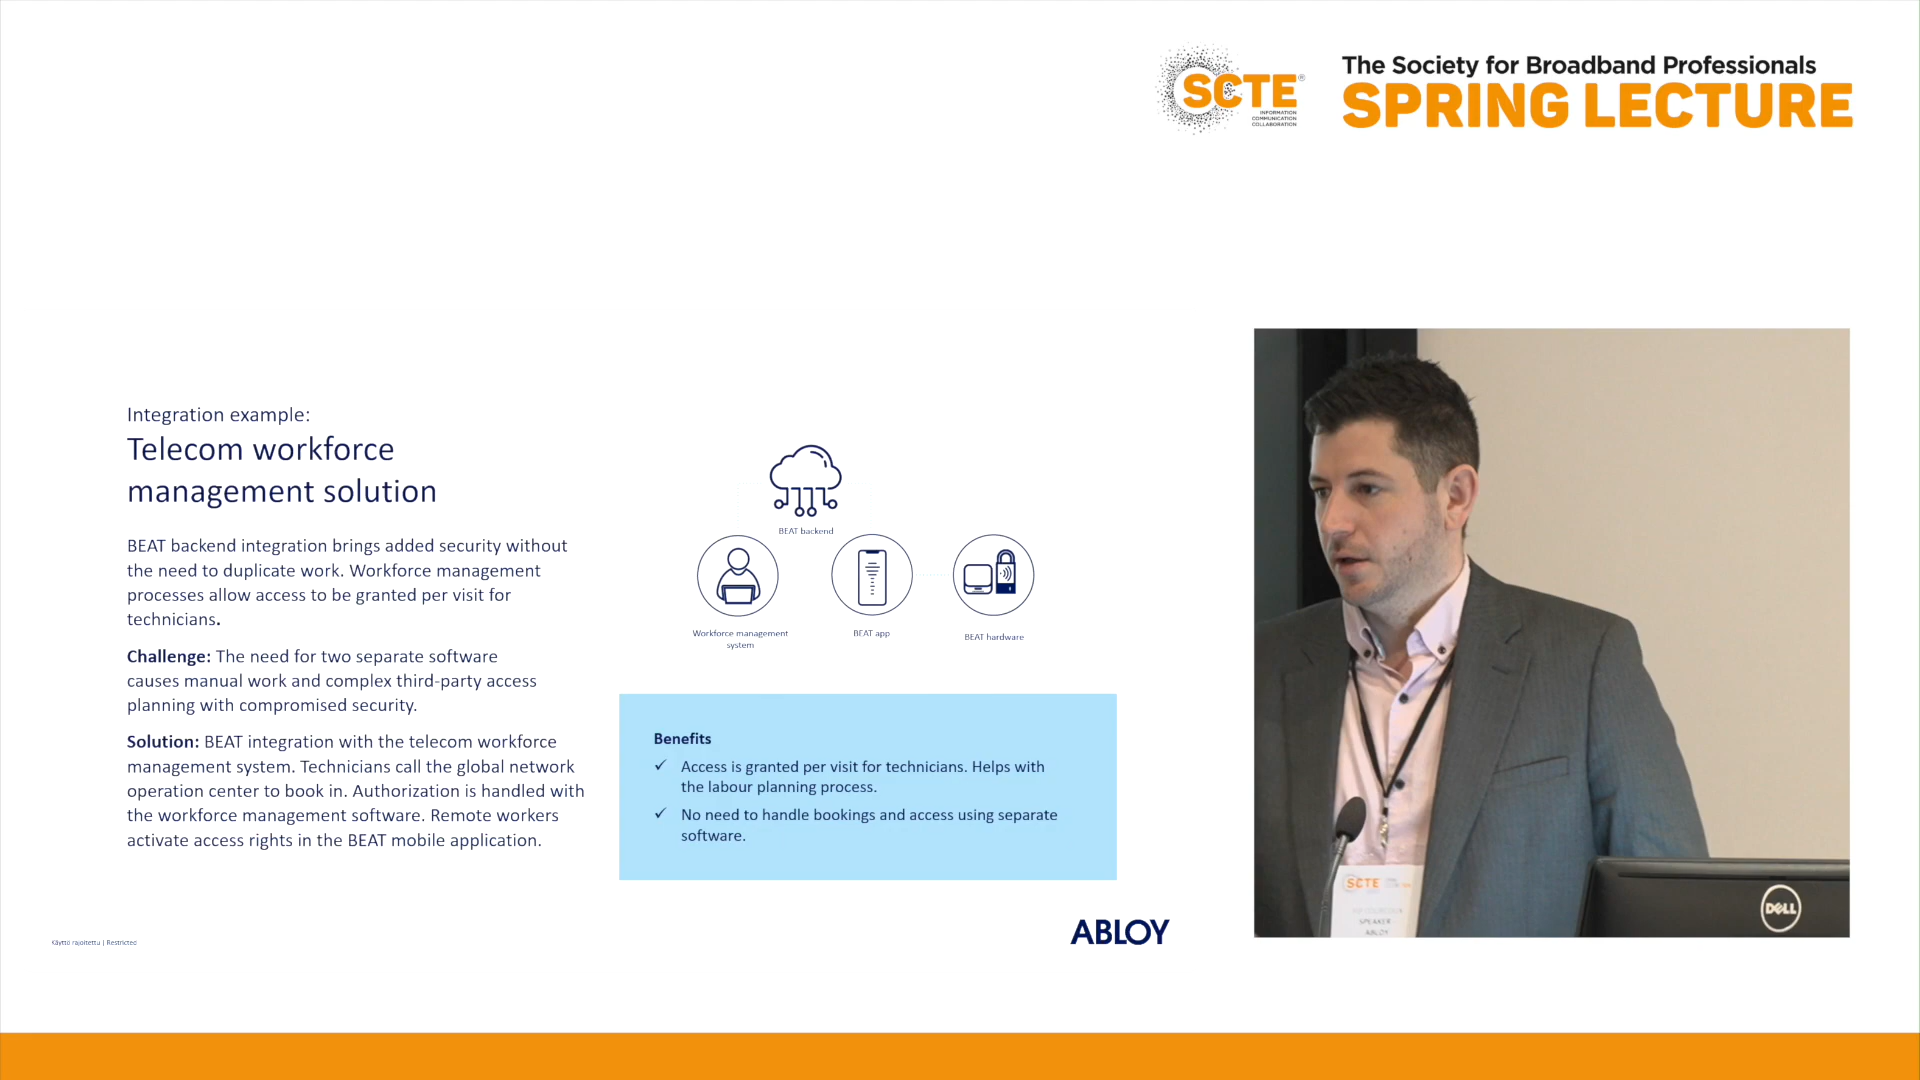 SCTE®
INFORMATION
COMMUNICATION
COLLABORATION
The Society for Broadband Professionals
SPRING LECTURE
Integration example:
Telecom workforce
management solution
BEAT backend integration brings added security without
the need to duplicate work. Workforce management
processes allow access to be granted per visit for
technicians.
Challenge: The need for two separate software
causes manual work and complex third-party access
planning with compromised security.
Solution: BEAT integration with the telecom workforce
management system. Technicians call the global network
operation center to book in. Authorization is handled with
the workforce management software. Remote workers
activate access rights in the BEAT mobile application.
BEAT backend
Workforce management
system
BEAT app
BEAT hardware
Benefits
✓ Access is granted per visit for technicians. Helps with
the labour planning process.
✓ No need to handle bookings and access using separate
software.
Käyttö rajoitettu | Restricted
ABLOY
SCTE
SPEAKER
ABLOY
DELL